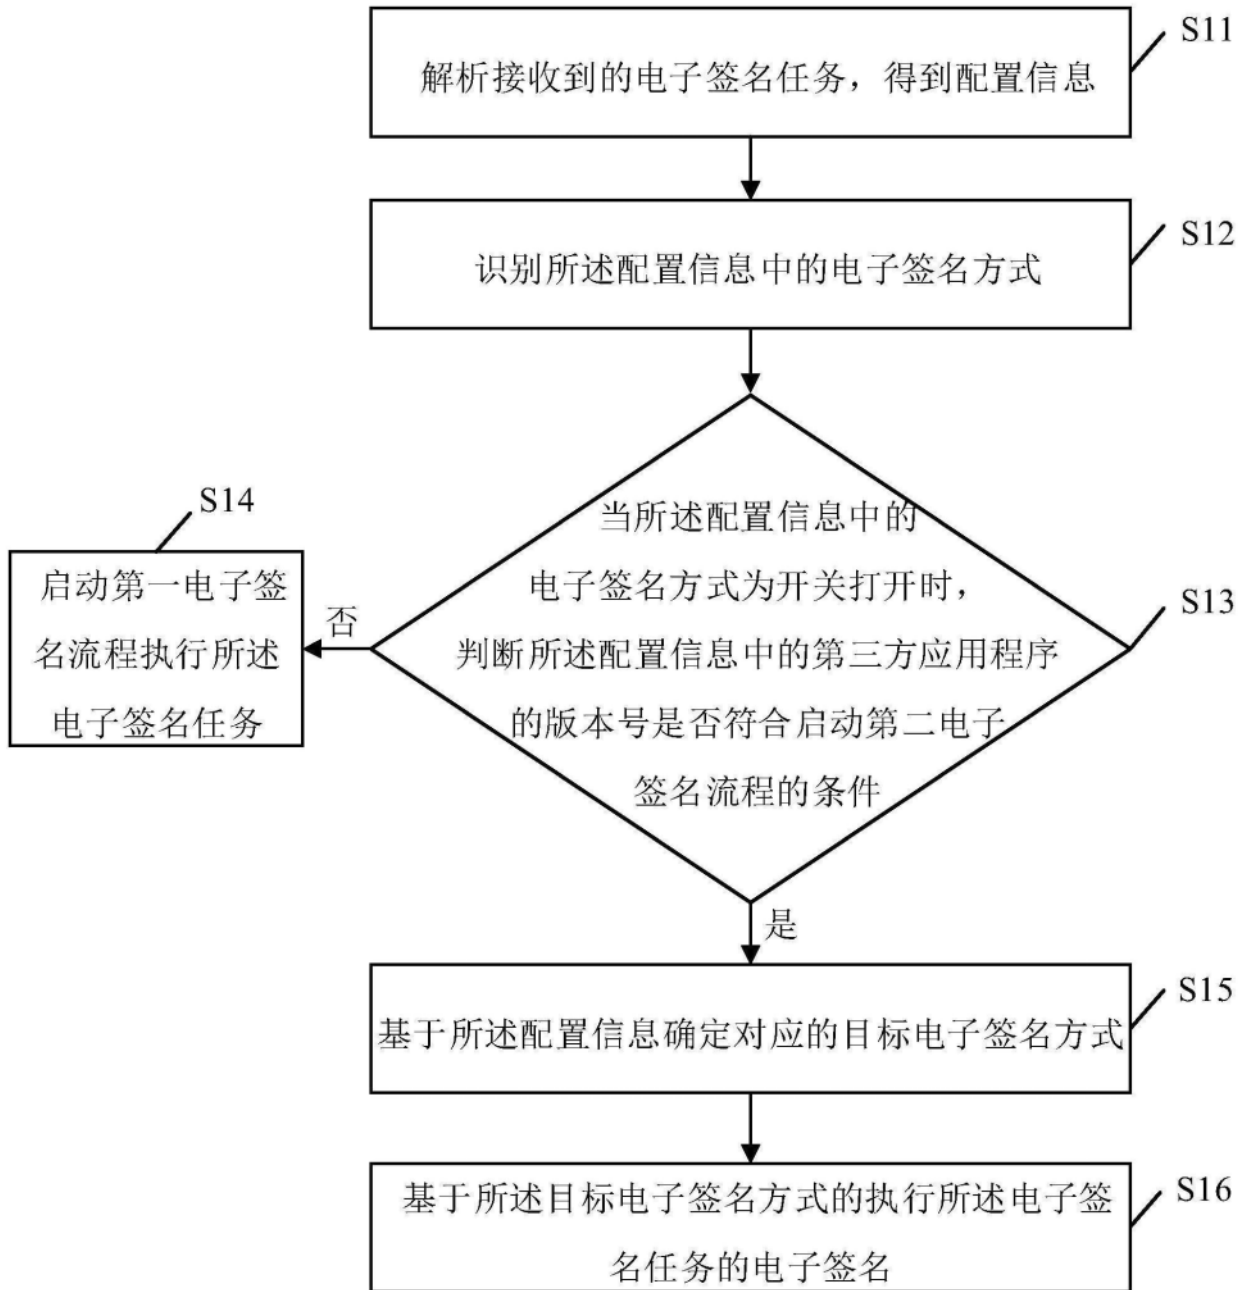 S11
解析接收到的电子签名任务，得到配置信息
S12
识别所述配置信息中的电子签名方式
当所述配置信息中的
电子签名方式为开关打开时，
判断所述配置信息中的第三方应用程序
的版本号是否符合启动第二电子
签名流程的条件
S13
否
S14
启动第一电子签
名流程执行所述
电子签名任务
是
S15
基于所述配置信息确定对应的目标电子签名方式
S16
基于所述目标电子签名方式的执行所述电子签
名任务的电子签名